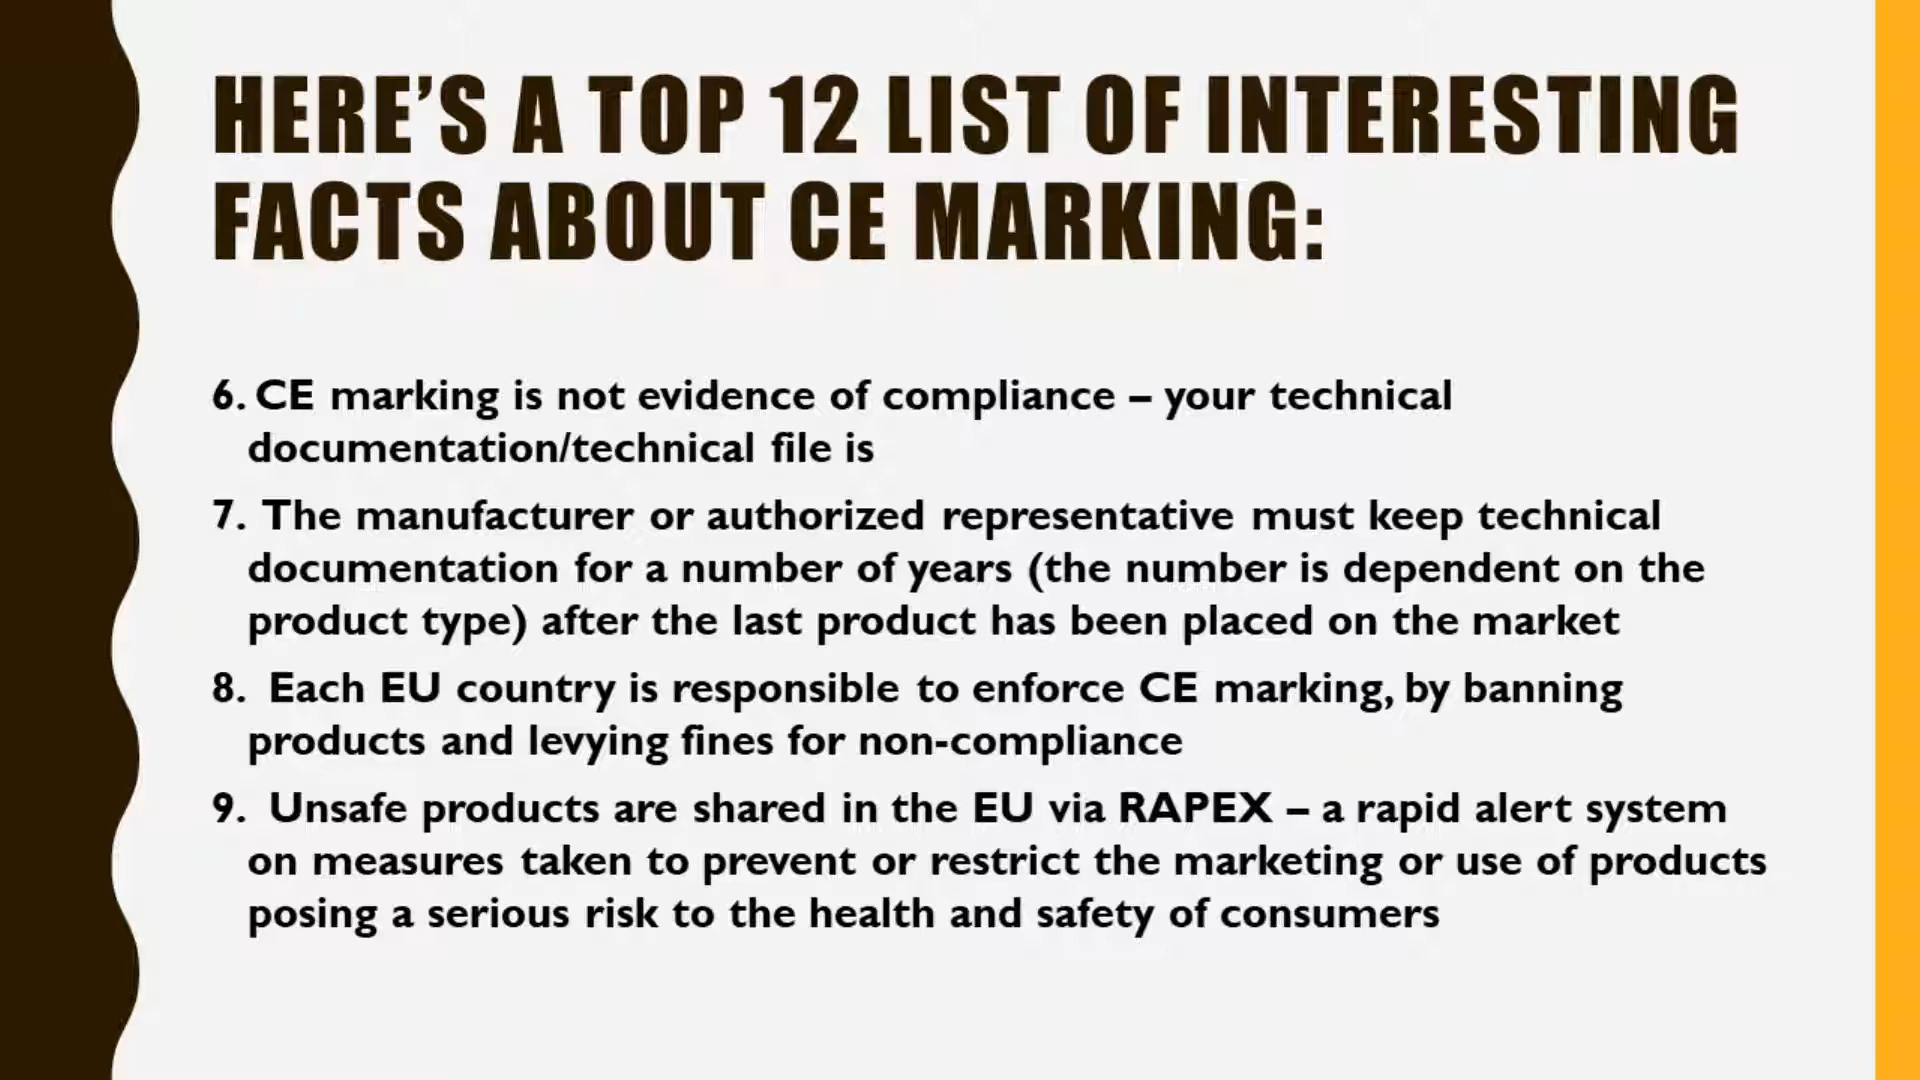 HERE’S A TOP 12 LIST OF INTERESTING
FACTS ABOUT CE MARKING:
6. CE marking is not evidence of compliance – your technical
documentation/technical file is
7. The manufacturer or authorized representative must keep technical
documentation for a number of years (the number is dependent on the
product type) after the last product has been placed on the market
8. Each EU country is responsible to enforce CE marking, by banning
products and levying fines for non-compliance
9. Unsafe products are shared in the EU via RAPEX – a rapid alert system
on measures taken to prevent or restrict the marketing or use of products
posing a serious risk to the health and safety of consumers